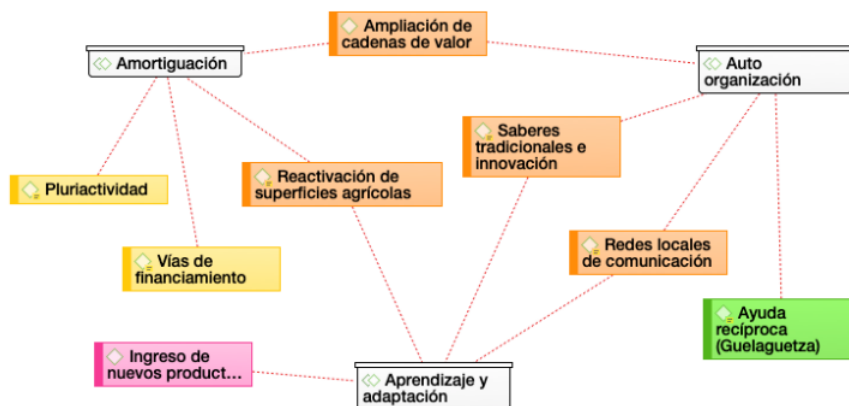 Ampliación de
cadenas de valor
Amortiguación
Auto
organización
Saberes
tradicionales e
innovación
Pluriactividad
Reactivación de
superficies agrícolas
Vías de
financiamiento
Redes locales
de comunicación
Ayuda
recíproca
(Guelaguetza)
Ingreso de
nuevos product…
Aprendizaje y
adaptación